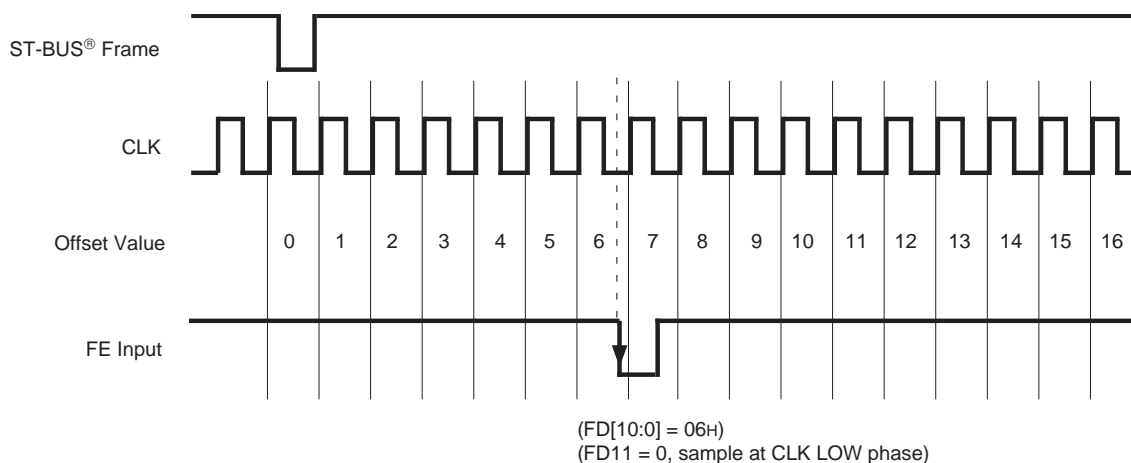 ST-BUS® Frame
CLK
Offset Value 0 1 2 3 4 5 6 7 8 9 10 11 12 13 14 15 16
FE Input
(FD[10:0] = 06H)
(FD11 = 0, sample at CLK LOW phase)